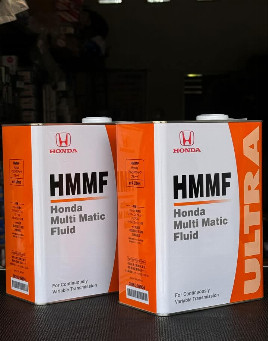 HONDA
HMMF
Honda
Multi Matic
Fluid
For Continuously
Variable Transmission
HONDA
HMMF
Honda
Multi Matic
Fluid
For Continuously
Variable Transmission
ULTRA